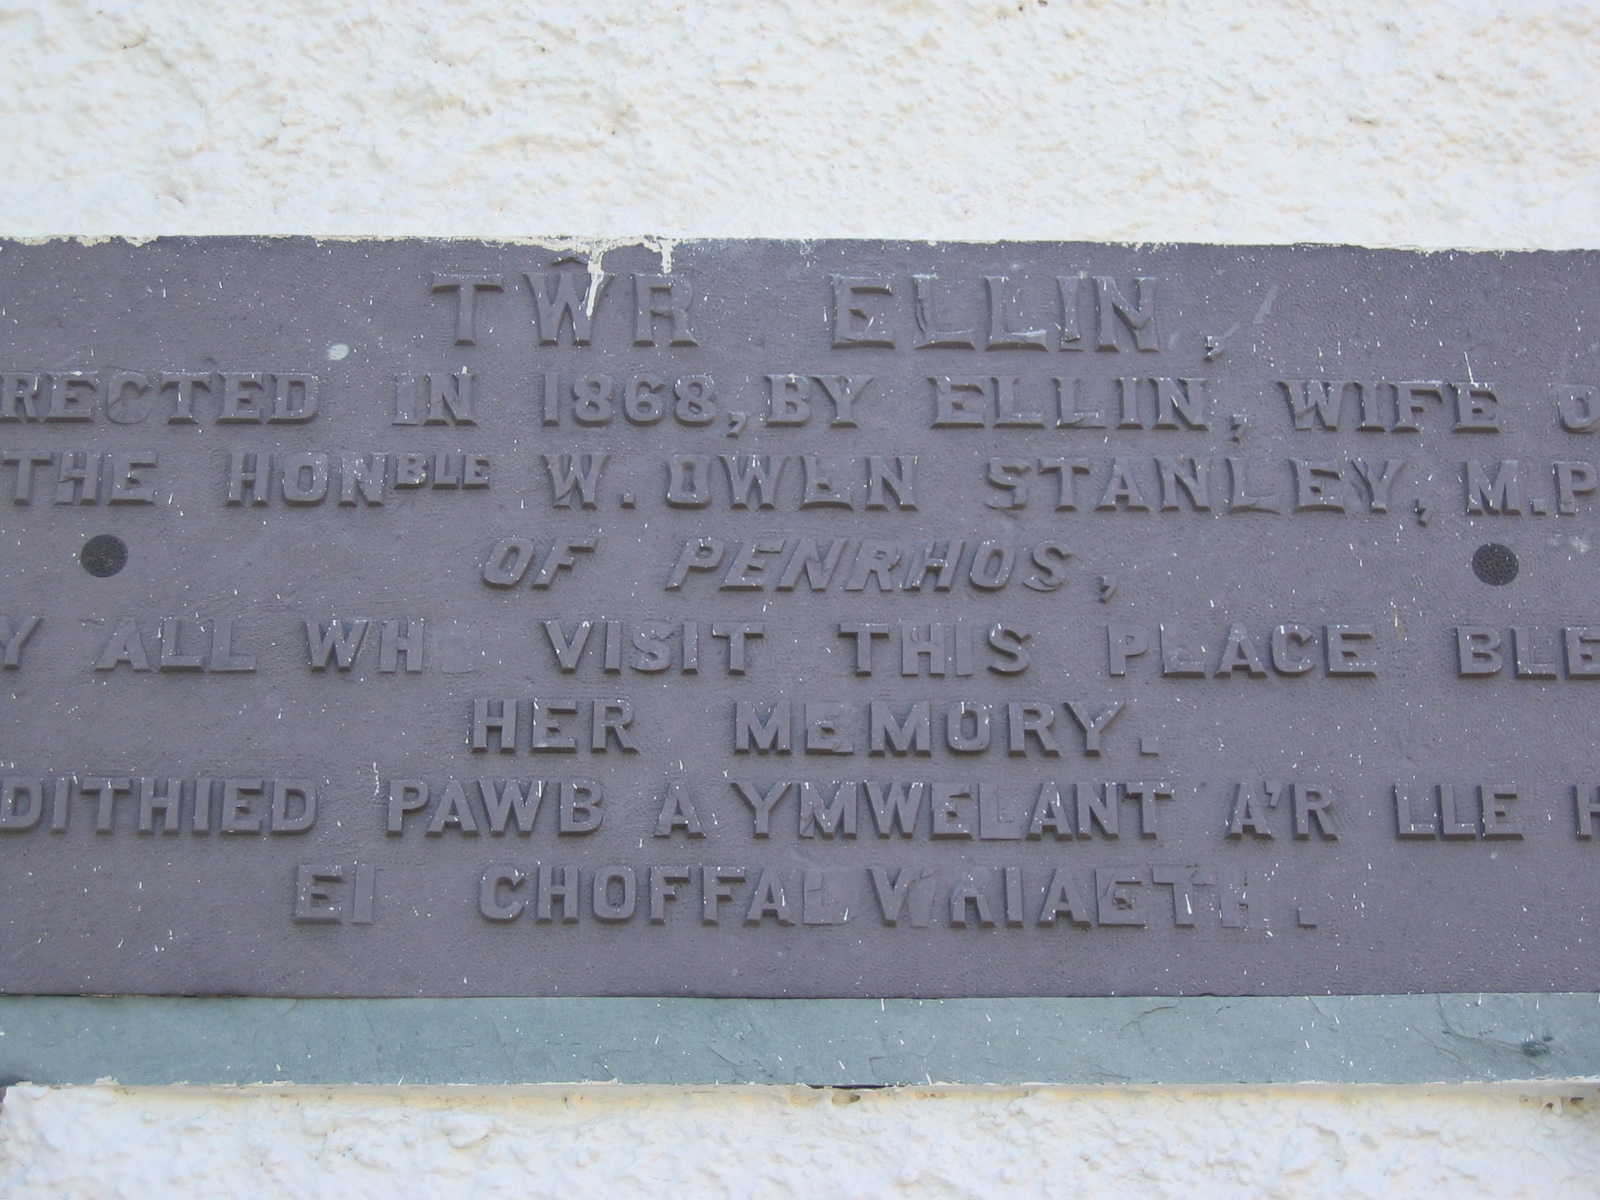 TŴR ELLIN,
RECTED IN 1868, BY ELLIN, WIFE O
THE HONBLE W. OWEN STANLEY, M.P
OF PENRHOS,
Y ALL WHO VISIT THIS PLACE BLE
HER MEMORY.
DITHIED PAWB A YMWELANT A'R LLE H
EI CHOFFADWRIAETH.